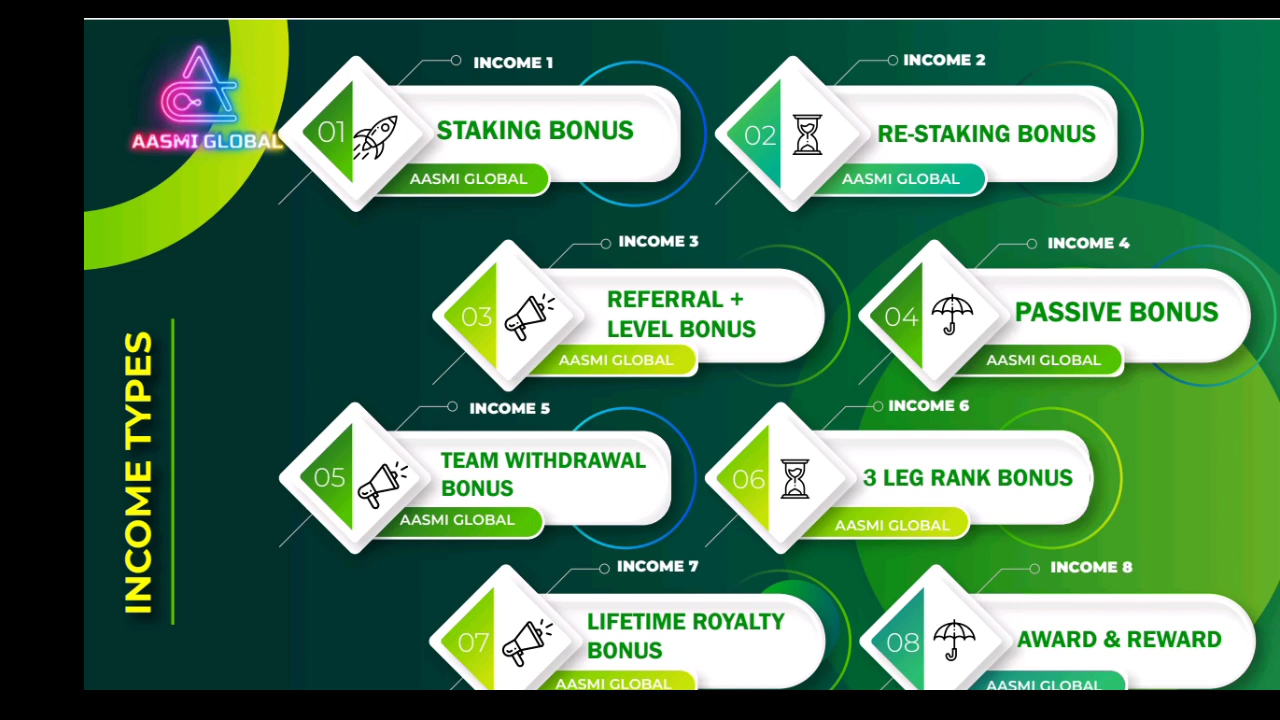 AASMI GLOBAL
INCOME TYPES
INCOME 1
01
STAKING BONUS
AASMI GLOBAL
INCOME 2
02
RE-STAKING BONUS
AASMI GLOBAL
INCOME 3
03
REFERRAL +
LEVEL BONUS
AASMI GLOBAL
INCOME 4
04
PASSIVE BONUS
AASMI GLOBAL
INCOME 5
05
TEAM WITHDRAWAL
BONUS
AASMI GLOBAL
INCOME 6
06
3 LEG RANK BONUS
AASMI GLOBAL
INCOME 7
07
LIFETIME ROYALTY
BONUS
AASMI GLOBAL
INCOME 8
08
AWARD & REWARD
AASMI GLOBAL